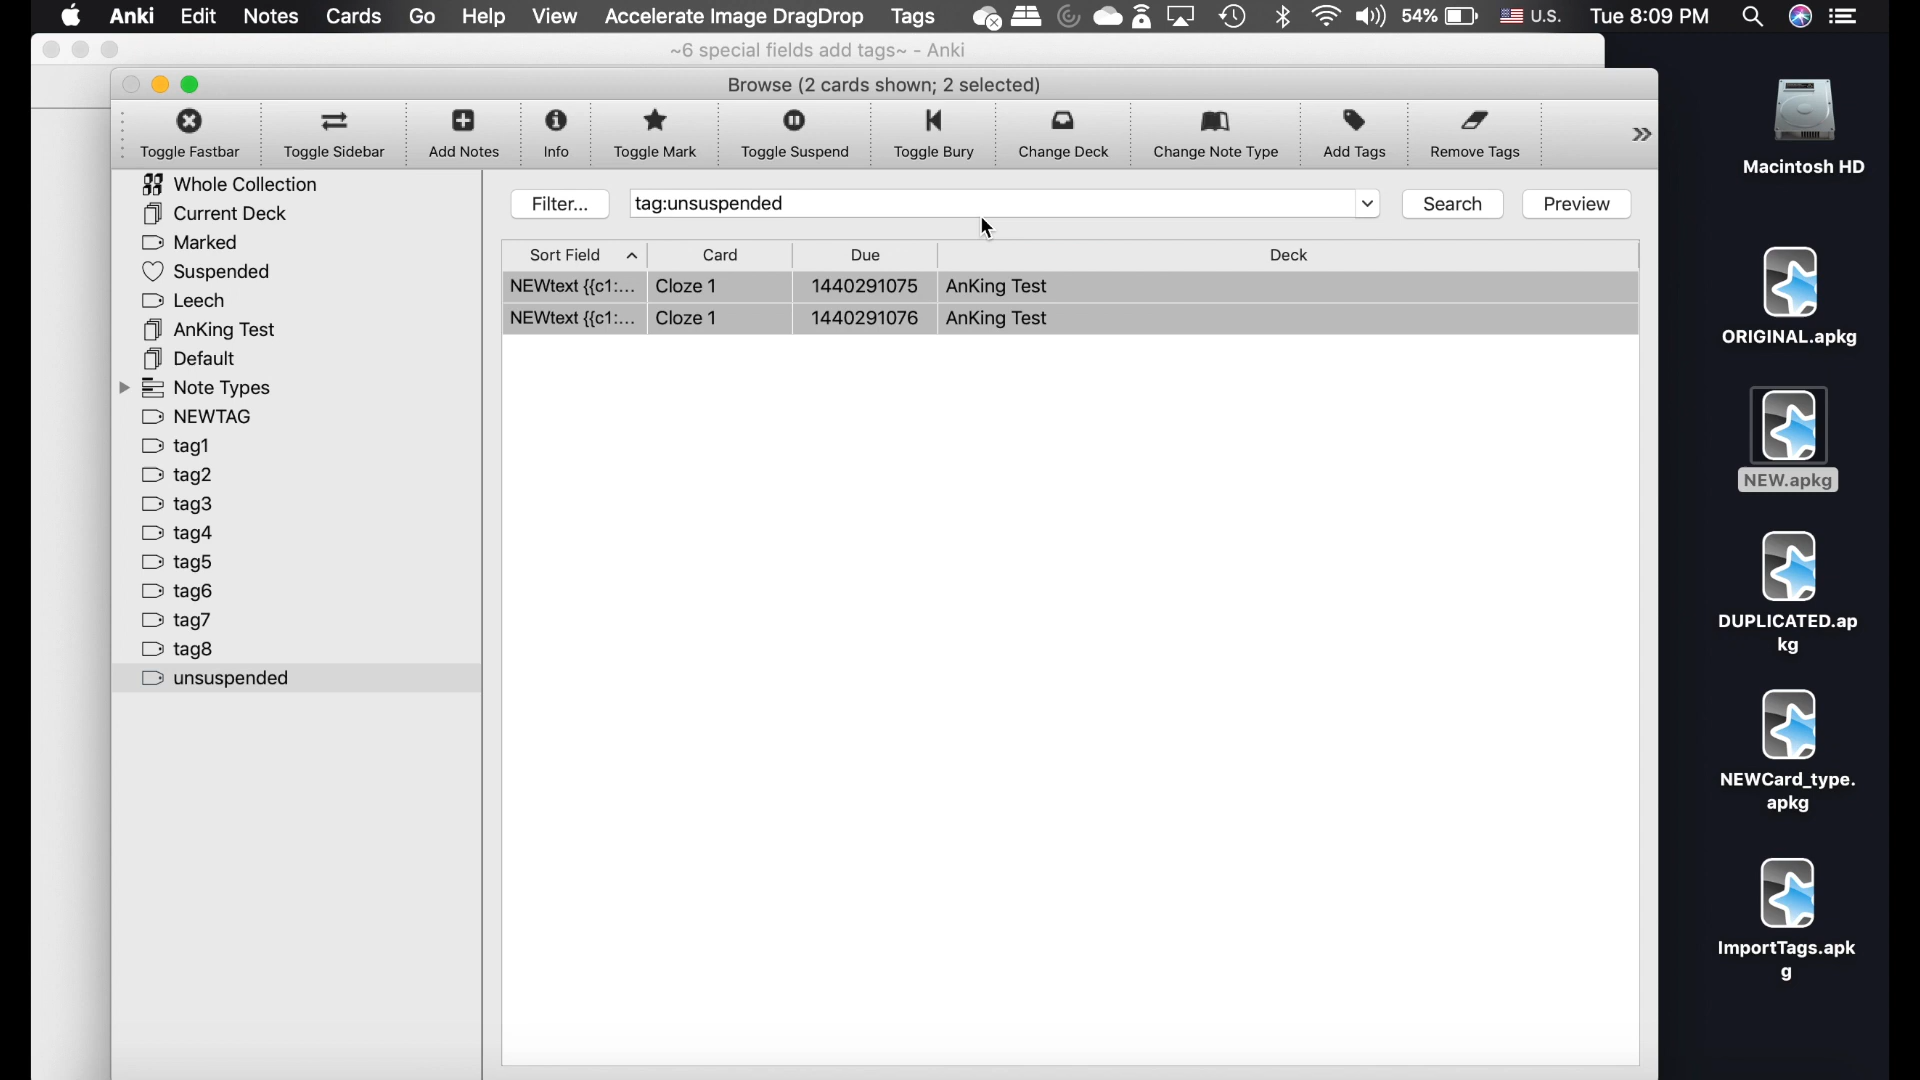 Anki Edit Notes Cards Go Help View Accelerate Image DragDrop Tags 54% U.S. Tue 8:09 PM
~6 special fields add tags~ - Anki
Browse (2 cards shown; 2 selected)
Toggle Fastbar Toggle Sidebar Add Notes Info Toggle Mark Toggle Suspend Toggle Bury Change Deck Change Note Type Add Tags Remove Tags
Whole Collection
Current Deck
Marked
Suspended
Leech
AnKing Test
Default
Note Types
NEWTAG
tag1
tag2
tag3
tag4
tag5
tag6
tag7
tag8
unsuspended
Filter... tag:unsuspended Search Preview
Sort Field Card Due Deck
NEWtext {{c1:... Cloze 1 1440291075 AnKing Test
NEWtext {{c1:... Cloze 1 1440291076 AnKing Test
Macintosh HD
ORIGINAL.apkg
NEW.apkg
DUPLICATED.ap
kg
NEWCard_type.
apkg
ImportTags.apk
g